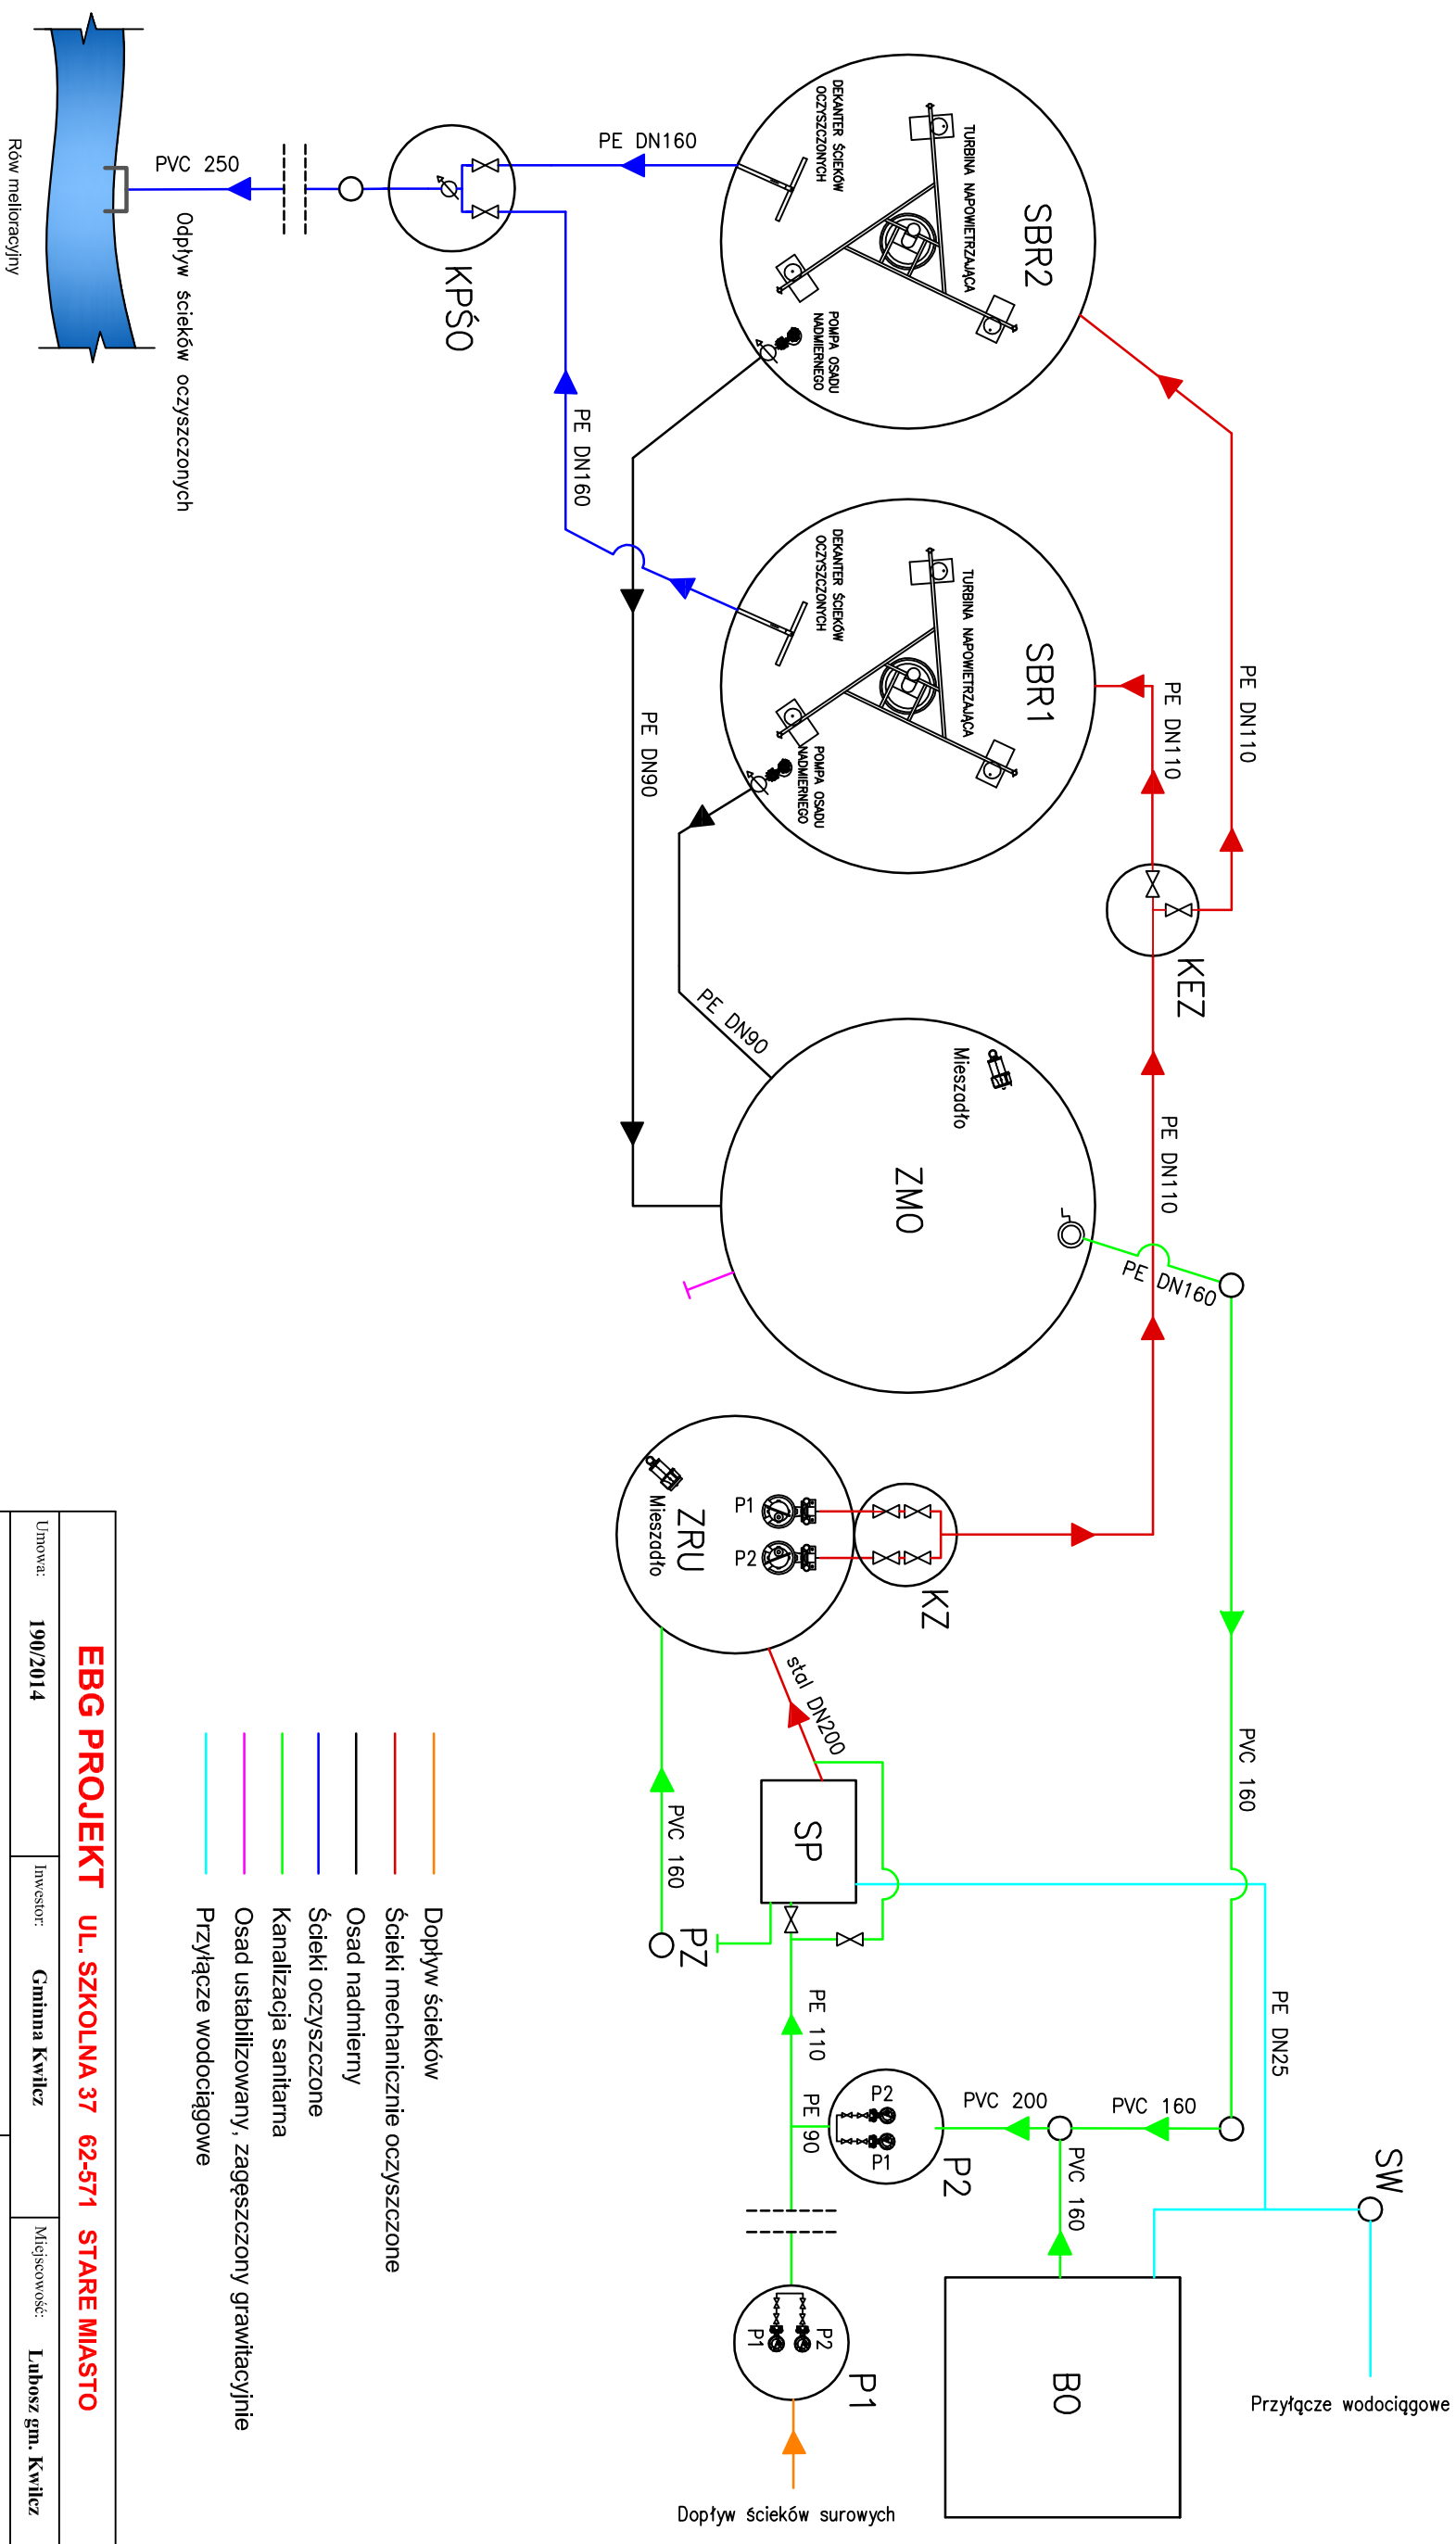 SW
Przyłącze wodociągowe
PE DN25
BO
PVC 160
PVC 160
PVC 200
PVC 160
P2
P2
P1
PE 90
PE 110
P1
P2
P1
Dopływ ścieków surowych
PE DN110
PE DN110
KEZ
PE DN110
PE DN160
SBR2
TURBINA NAPOWIETRZAJĄCA
DEKANTER ŚCIEKÓW
OCZYSZCZONYCH
POMPA OSADU
NADMIERNEGO
SBR1
TURBINA NAPOWIETRZAJĄCA
DEKANTER ŚCIEKÓW
OCZYSZCZONYCH
POMPA OSADU
NADMIERNEGO
Mieszadło
ZMO
KZ
ZRU
P1
P2
Mieszadło
stal DN200
SP
PVC 160
PZ
PE DN160
PE DN160
PE DN90
PE DN90
KPŚO
PVC 250
Odpływ ścieków oczyszczonych
Rów melioracyjny
Dopływ ścieków
Ścieki mechanicznie oczyszczone
Osad nadmierny
Ścieki oczyszczone
Kanalizacja sanitarna
Osad ustabilizowany, zagęszczony grawitacyjnie
Przyłącze wodociągowe
EBG PROJEKT UL. SZKOLNA 37 62-571 STARE MIASTO
Umowa: 190/2014
Inwestor: Gminna Kwilcz
Miejscowość: Lubosz gm. Kwilcz